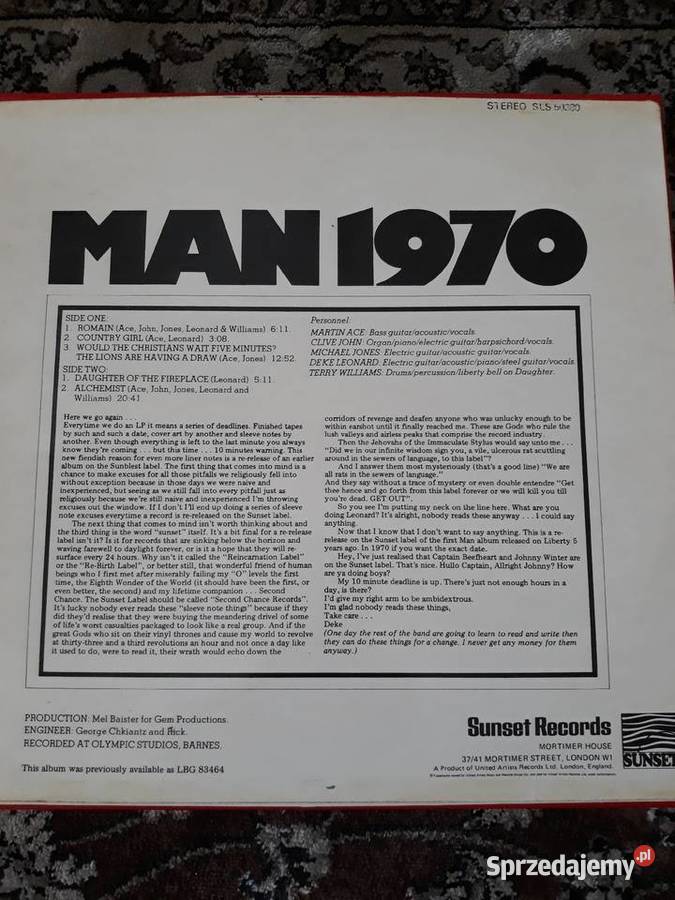 STEREO SLS 50380
MAN 1970
SIDE ONE:
1. ROMAIN (Ace, John, Jones, Leonard & Williams) 6:11.
2. COUNTRY GIRL (Ace, Leonard) 3:08.
3. WOULD THE CHRISTIANS WAIT FIVE MINUTES?
THE LIONS ARE HAVING A DRAW (Ace, Jones) 12:52.
SIDE TWO:
1. DAUGHTER OF THE FIREPLACE (Leonard) 5:11.
2. ALCHEMIST (Ace, John, Jones, Leonard and
Williams) 20:41.
Personnel:
MARTIN ACE: Bass guitar/acoustic/vocals.
CLIVE JOHN: Organ/piano/electric guitar/harpsichord/vocals.
MICHAEL JONES: Electric guitar/acoustic guitar/vocals.
DEKE LEONARD: Electric guitar/acoustic/piano/steel guitar/vocals.
TERRY WILLIAMS: Drums/percussion/liberty bell on Daughter.
Here we go again . . .
Everytime we do an LP it means a series of deadlines. Finished tapes
by such and such a date, cover art by another and sleeve notes by
another. Even though everything is left to the last minute you always
know they're coming . . . but this time . . . 10 minutes warning. This
new fiendish reason for even more liner notes is a re-release of an earlier
album on the Sunblest label. The first thing that comes into mind is a
chance to make excuses for all those pitfalls we religiously fell into
without exception because in those days we were naive and
inexperienced, but seeing as we still fall into every pitfall just as
religiously because we're still naive and inexperienced I'm throwing
excuses out the window. If I don't I'll end up doing a series of sleeve
note excuses everytime a record is re-released on the Sunset label.
The next thing that comes to mind isn't worth thinking about and
the third thing is the word "sunset" itself. It's a bit final for a re-release
label isn't it? Is it for records that are sinking below the horizon and
waving farewell to daylight forever, or is it a hope that they will re-
surface every 24 hours. Why isn't it called the "Reincarnation Label"
or the "Re-Birth Label", or better still, that wonderful friend of human
beings who I first met after miserably failing my "O" levels the first
time, the Eighth Wonder of the World (it should have been the first, or
even better, the second) and my lifetime companion . . . Second
Chance. The Sunset Label should be called "Second Chance Records".
It's lucky nobody ever reads these "sleeve note things" because if they
did they'd realise that they were buying the meandering drivel of some
of life's worst casualties packaged to look like a real group. And if the
great Gods who sit on their vinyl thrones and cause my world to revolve
at thirty-three and a third revolutions an hour and not once a day like
it used to do, were to read it, their wrath would echo down the
corridors of revenge and deafen anyone who was unlucky enough to be
within earshot until it finally reached me. These are Gods who rule the
lush valleys and airless peaks that comprise the record industry.
Then the Jehovahs of the Immaculate Stylus would say unto me . . .
"Did we in our infinite wisdom sign you, a vile, ulcerous rat scuttling
around in the sewers of language, to this label"?
And I answer them most mysteriously (that's a good line) "We are
all rats in the sewers of language."
And they say without a trace of mystery or even double entendre "Get
thee hence and go forth from this label forever or we will kill you till
you're dead. GET OUT".
So you see I'm putting my neck on the line here. What are you
doing Leonard? It's alright, nobody reads these anyway . . . I could say
anything.
Now that I know that I don't want to say anything. This is a re-
release on the Sunset label of the first Man album released on Liberty 5
years ago. In 1970 if you want the exact date.
Hey, I've just realised that Captain Beefheart and Johnny Winter are
on the Sunset label. That's nice. Hullo Captain, Allright Johnny? How
are ya doing boys?
My 10 minute deadline is up. There's just not enough hours in a
day, is there?
I'd give my right arm to be ambidextrous.
I'm glad nobody reads these things,
Take care . . .
Deke
(One day the rest of the band are going to learn to read and write then
they can do these things for a change. I never get any money for them
anyway.)
PRODUCTION: Mel Baister for Gem Productions.
ENGINEER: George Chkiantz and Rick.
RECORDED AT OLYMPIC STUDIOS, BARNES.
This album was previously available as LBG 83464
Sunset Records
MORTIMER HOUSE
37/41 MORTIMER STREET, LONDON W1
A Product of United Artists Records Ltd. London, England.
SUNSET
Sprzedajemy.pl